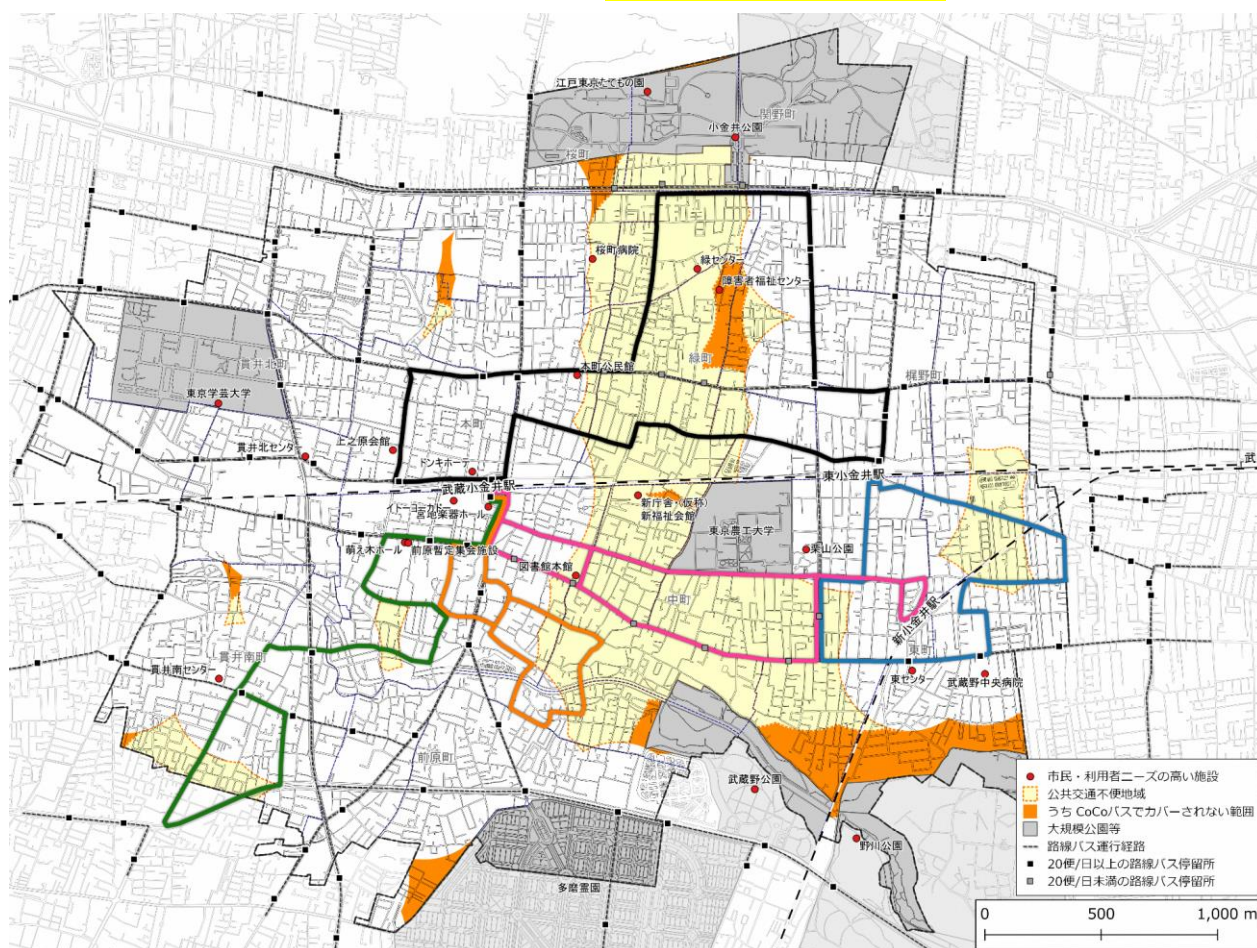 江戸東京たてもの園
関野町
小金井公園
桜町
桜町病院
緑センター
障害者福祉センター
緑町
本町公民館
梶野町
貫井北町
東京学芸大学
本町
上之原会館
貫井北センター
ドンキホーテ
武蔵小金井駅
東小金井駅
武
イトーヨーカドー
宮地楽器ホール
新庁舎・(仮称)
新福祉会館
東京農工大学
栗山公園
萌え木ホール
前原暫定集会施設
図書館本館
中町
新小金井駅
東町
貫井南町
貫井南センター
東センター
武蔵野中央病院
前原町
武蔵野公園
野川公園
多磨霊園
市民・利用者ニーズの高い施設
公共交通不便地域
うち CoCoバスでカバーされない範囲
大規模公園等
路線バス運行経路
20便/日以上の路線バス停留所
20便/日未満の路線バス停留所
0 500 1,000 m